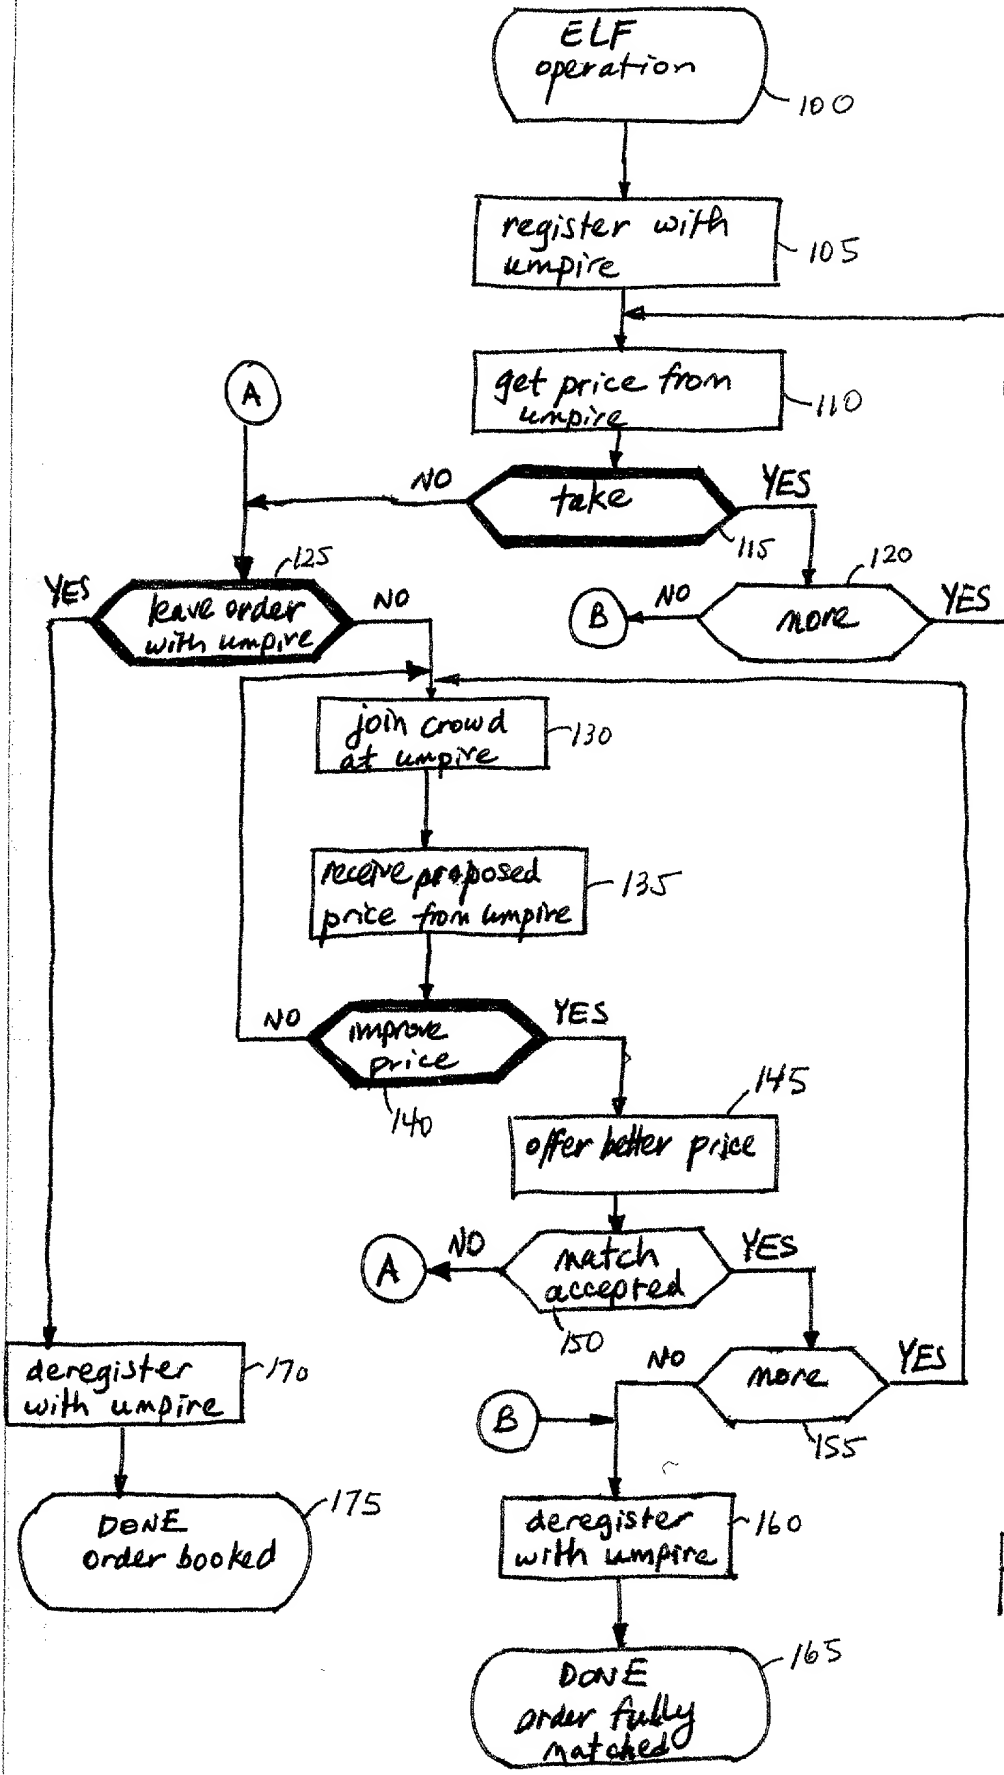 ELF
operation
100
register with
umpire
105
get price from
umpire
110
A
NO
take
YES
115
125
120
YES
leave order
with umpire
NO
B
NO
more
YES
join crowd
at umpire
130
receive proposed
price from umpire
135
NO
improve
price
YES
140
145
offer better price
A
NO
match
accepted
YES
150
deregister
with umpire
170
NO
more
YES
B
155
175
DONE
order booked
deregister
with umpire
160
165
DONE
order fully
matched